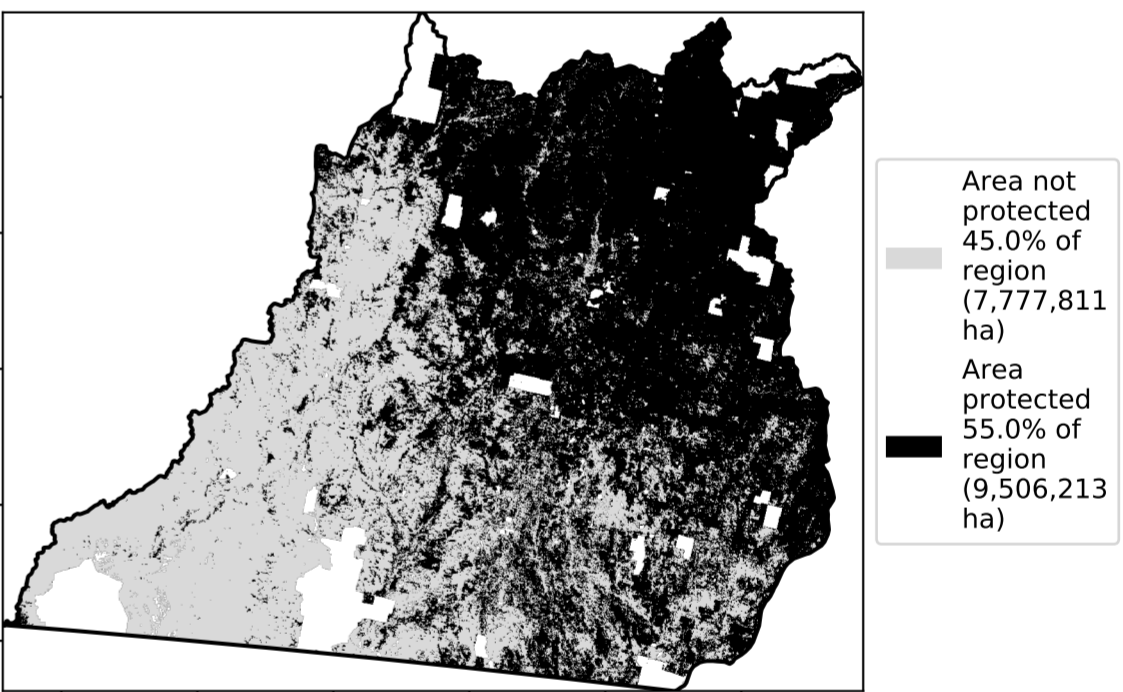 Area not
protected
45.0% of
region
(7,777,811
ha)
Area
protected
55.0% of
region
(9,506,213
ha)